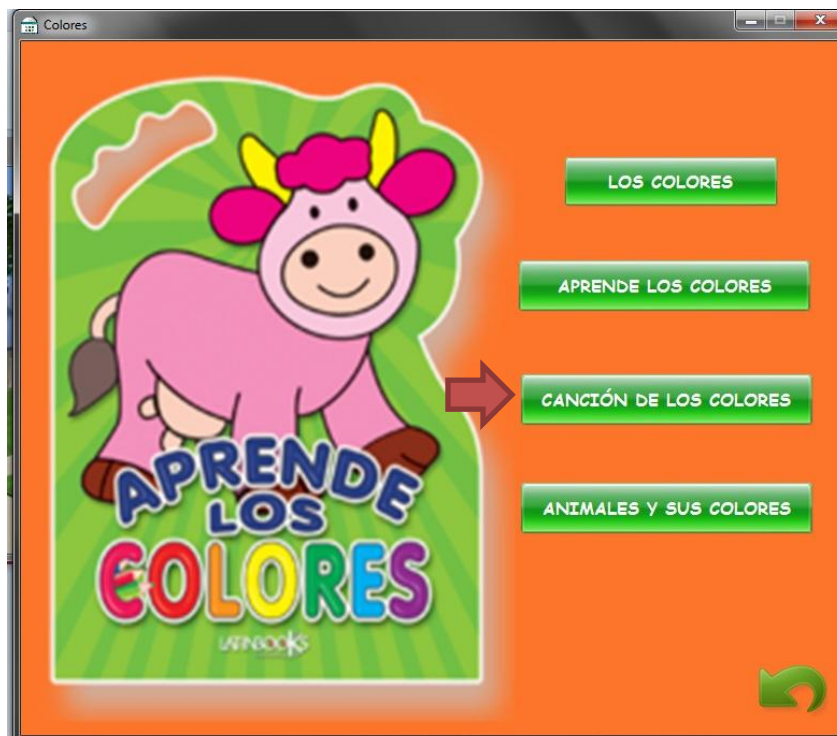 Colores
APRENDE
LOS
COLORES
LATINBOOKS
LOS COLORES
APRENDE LOS COLORES
CANCIÓN DE LOS COLORES
ANIMALES Y SUS COLORES